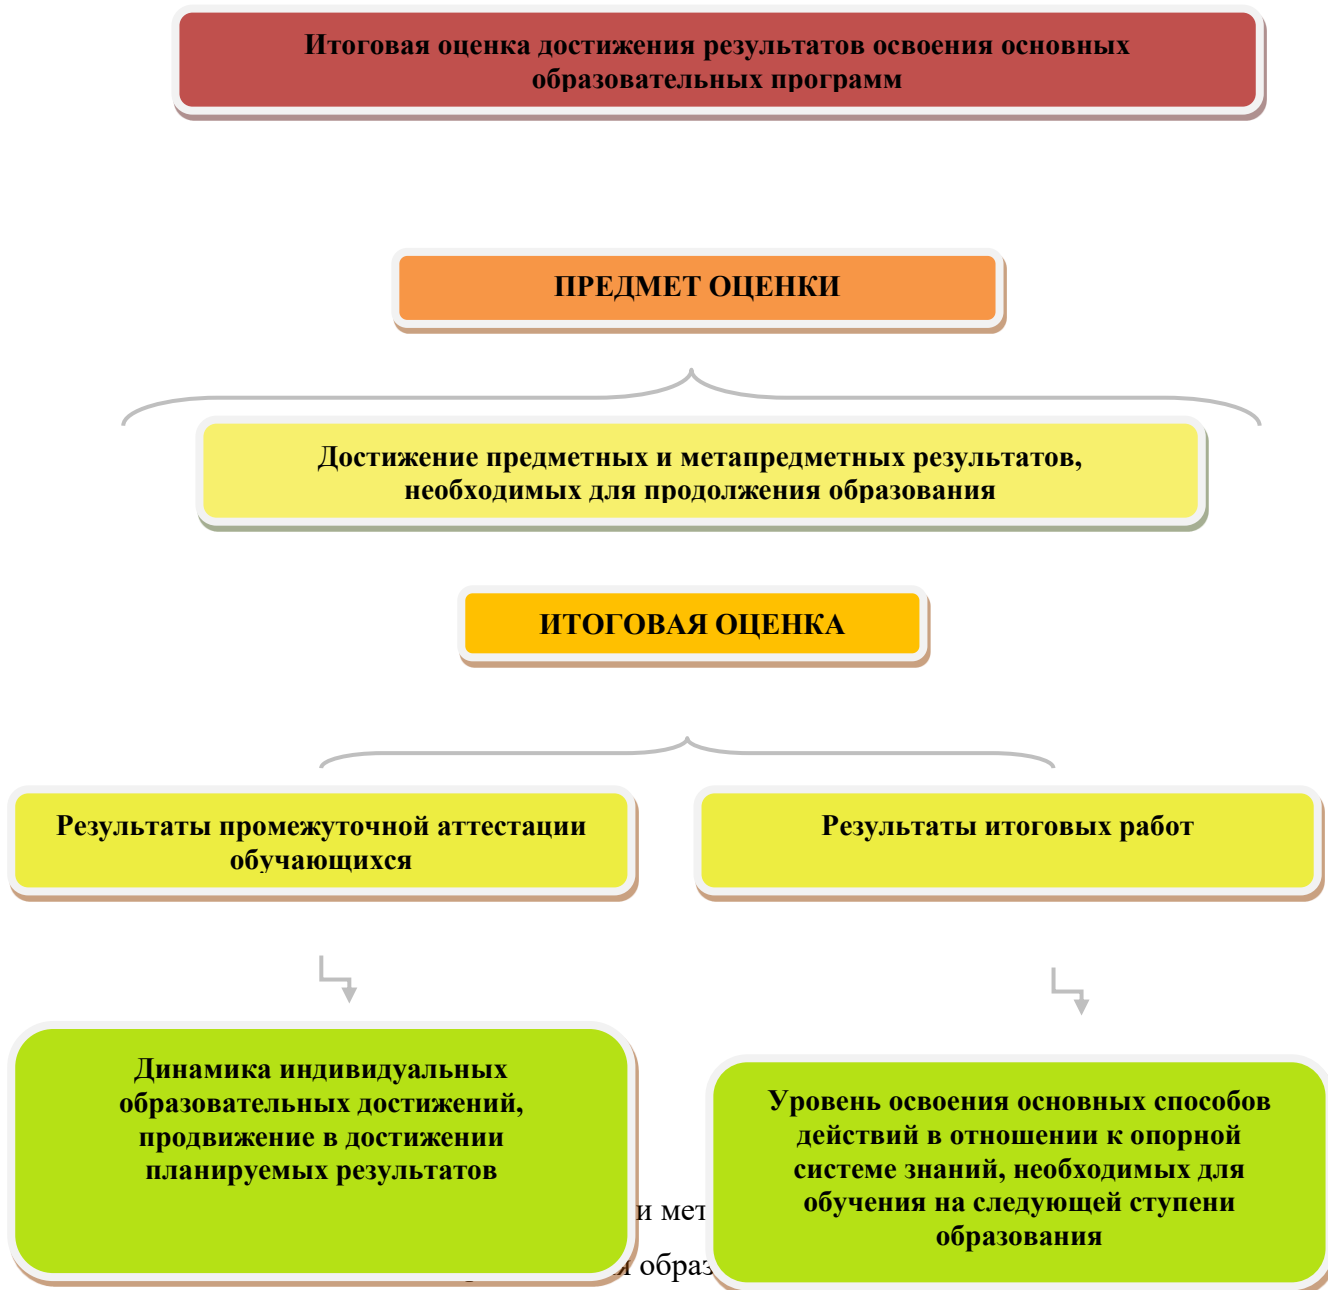 Итоговая оценка достижения результатов освоения основных
образовательных программ
ПРЕДМЕТ ОЦЕНКИ
Достижение предметных и метапредметных результатов,
необходимых для продолжения образования
ИТОГОВАЯ ОЦЕНКА
Результаты промежуточной аттестации
обучающихся
Результаты итоговых работ
Динамика индивидуальных
образовательных достижений,
продвижение в достижении
планируемых результатов
Уровень освоения основных способов
действий в отношении к опорной
системе знаний, необходимых для
обучения на следующей ступени
образования
и мет
образ